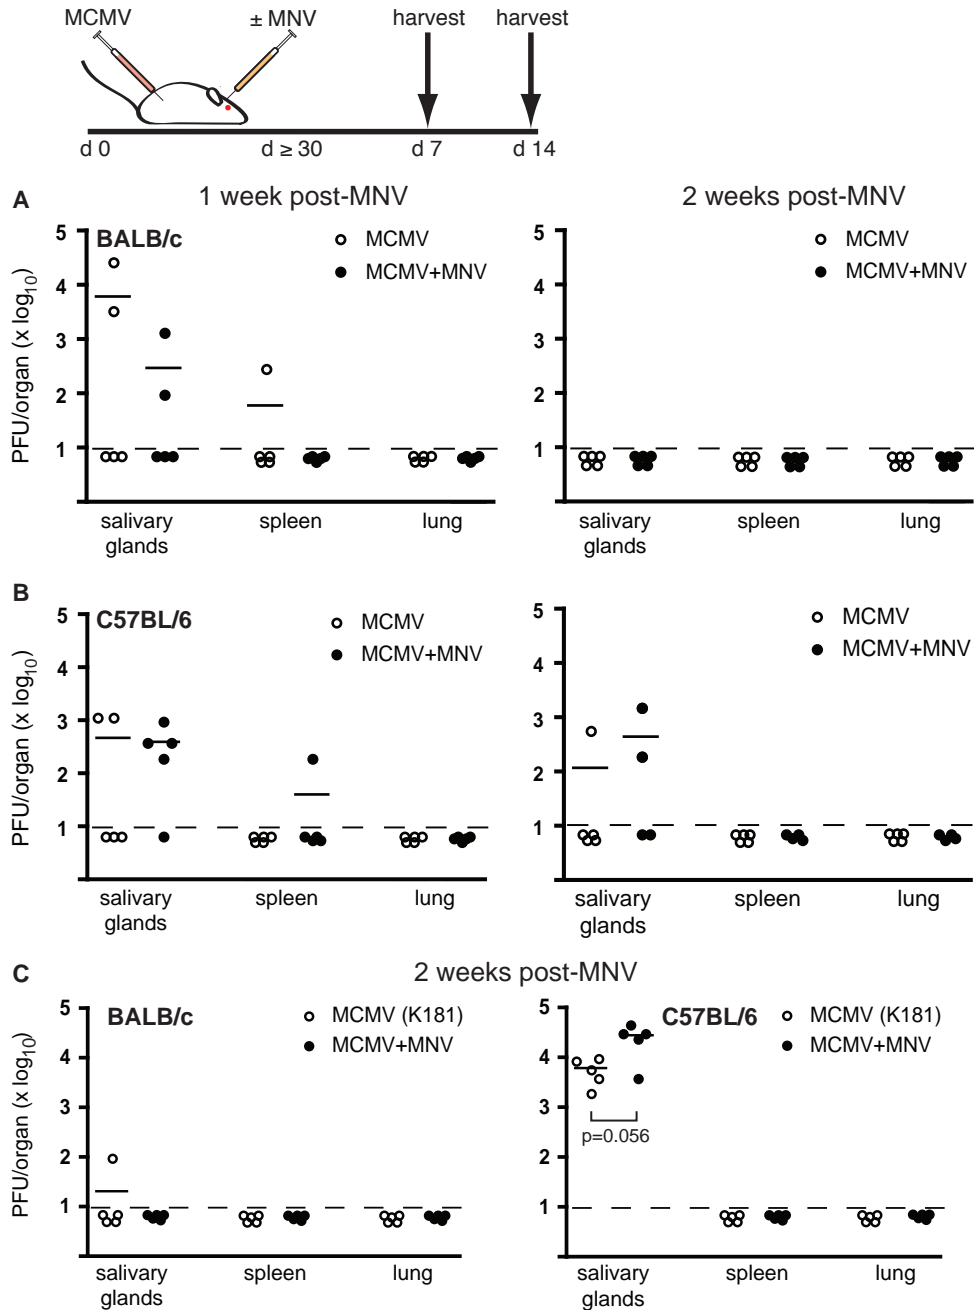 MCMV ± MNV harvest harvest
d 0 d ≥ 30 d 7 d 14
A 1 week post-MNV 2 weeks post-MNV
BALB/c
PFU/organ (x log10)
5
4
3
2
1
MCMV
MCMV+MNV
salivary glands spleen lung
5
4
3
2
1
MCMV
MCMV+MNV
salivary glands spleen lung
B
C57BL/6
PFU/organ (x log10)
5
4
3
2
1
MCMV
MCMV+MNV
salivary glands spleen lung
5
4
3
2
1
MCMV
MCMV+MNV
salivary glands spleen lung
C 2 weeks post-MNV
BALB/c
PFU/organ (x log10)
5
4
3
2
1
MCMV (K181)
MCMV+MNV
salivary glands spleen lung
5
4
3
2
1
C57BL/6
MCMV (K181)
MCMV+MNV
p=0.056
salivary glands spleen lung